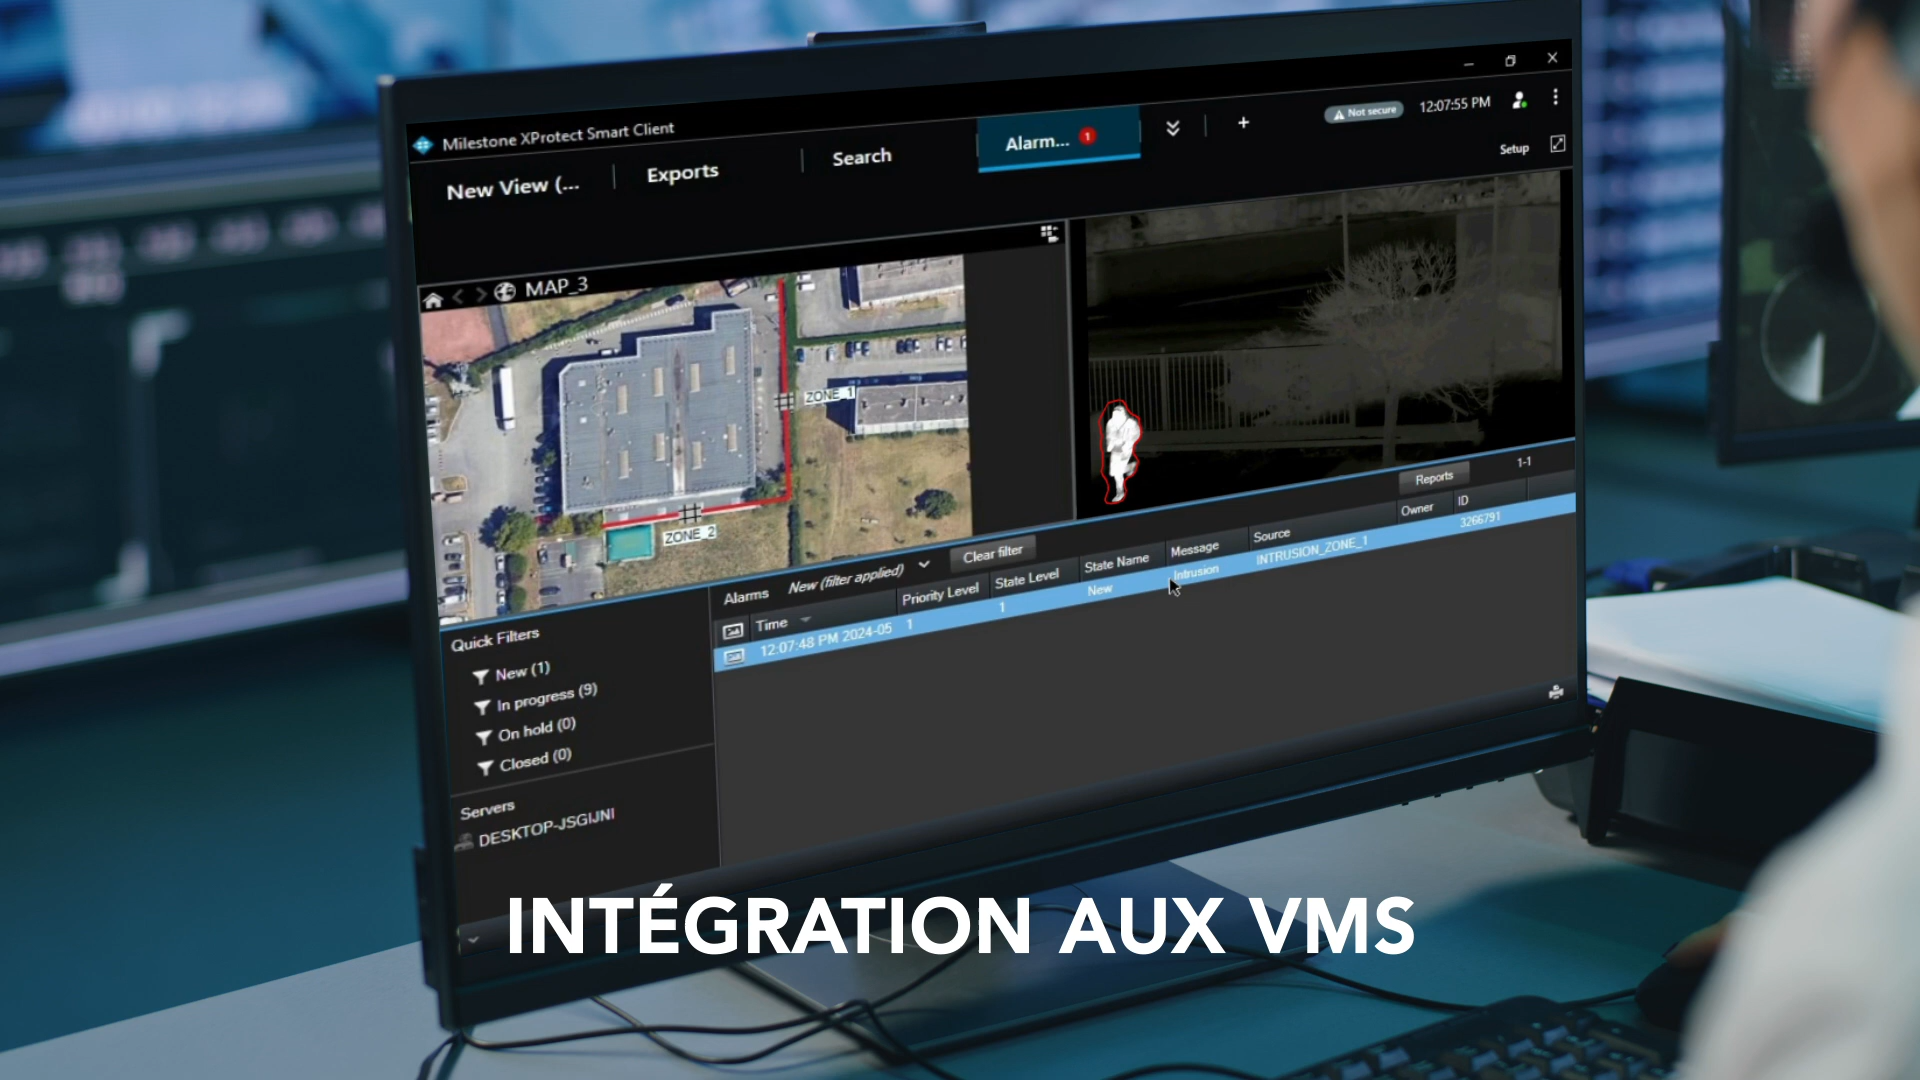 Milestone XProtect Smart Client
Not secure
12:07:55 PM
New View (...
Exports
Search
Alarm...
1
Setup
MAP_3
ZONE_1
ZONE_2
Reports
1-1
Quick Filters
New (1)
In progress (9)
On hold (0)
Closed (0)
Servers
DESKTOP-JSGIJNI
Alarms New (filter applied) Clear filter
Time Priority Level State Level State Name Message Source Owner ID
12:07:48 PM 2024-05 1 1 New Intrusion INTRUSION_ZONE_1 3266791
INTÉGRATION AUX VMS